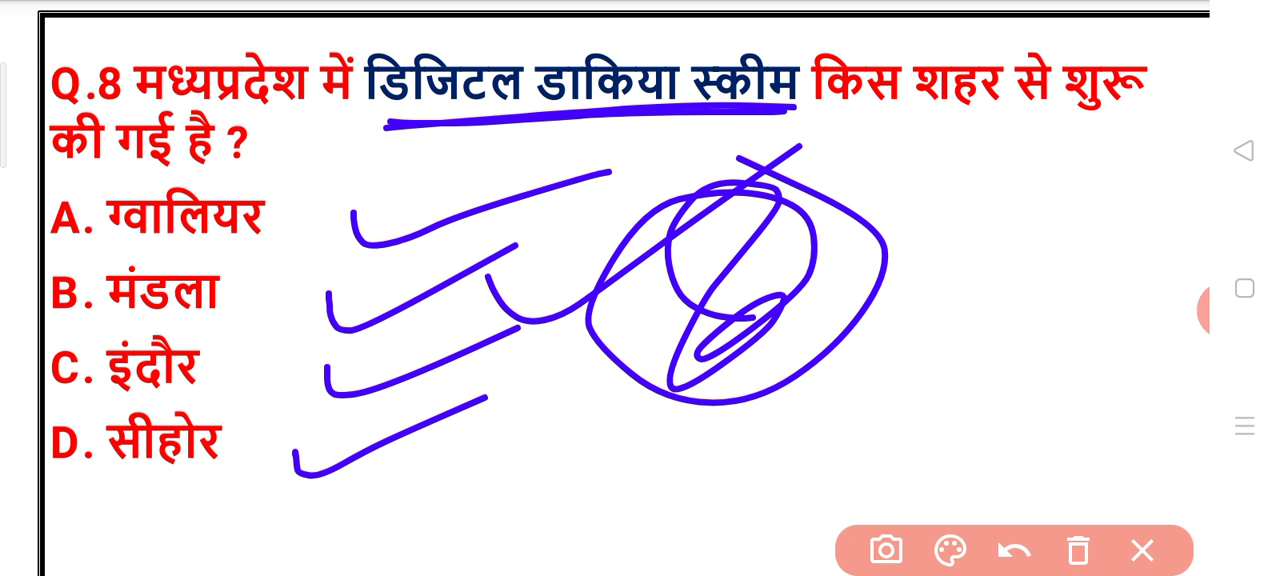 Q.8 मध्यप्रदेश में डिजिटल डाकिया स्कीम किस शहर से शुरू
की गई है ?
A. ग्वालियर
B. मंडला
C. इंदौर
D. सीहोर